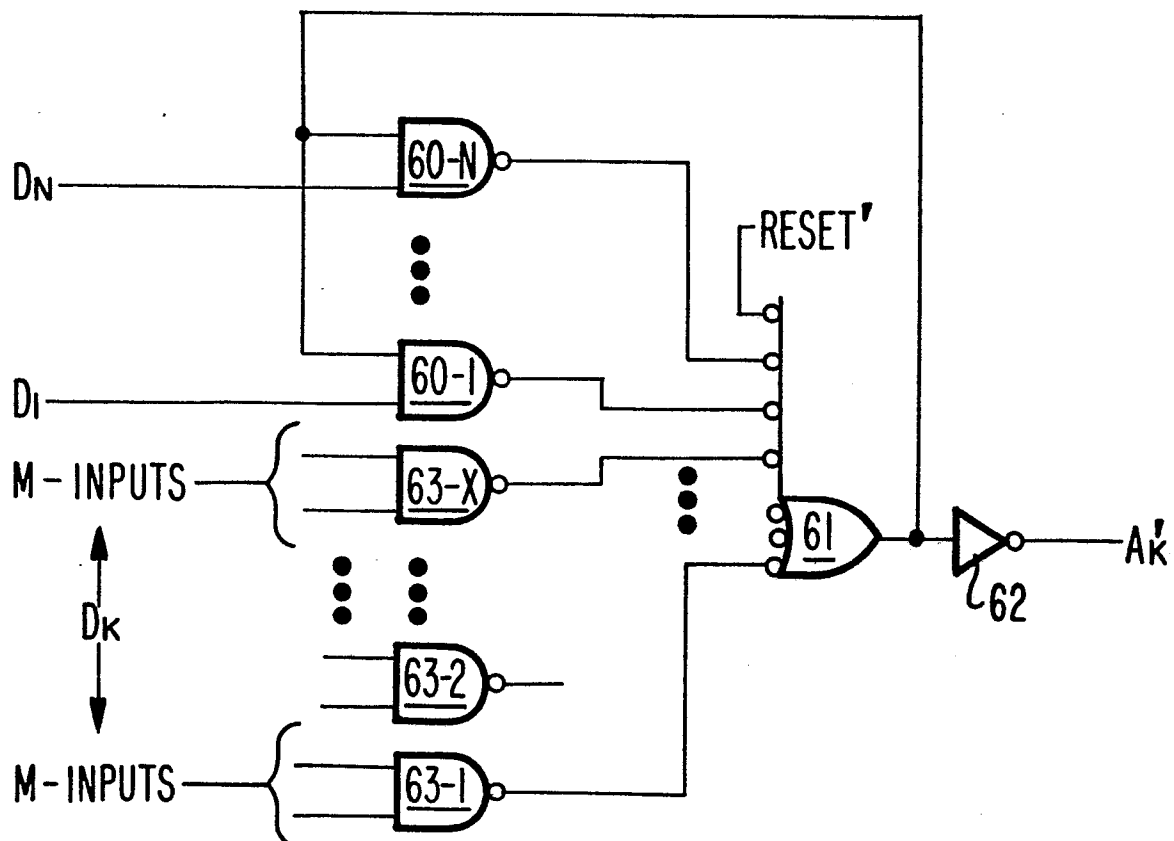 60-N
DN
RESET'
60-1
D1
M-INPUTS
63-X
61
AK'
62
DK
63-2
M-INPUTS
63-1